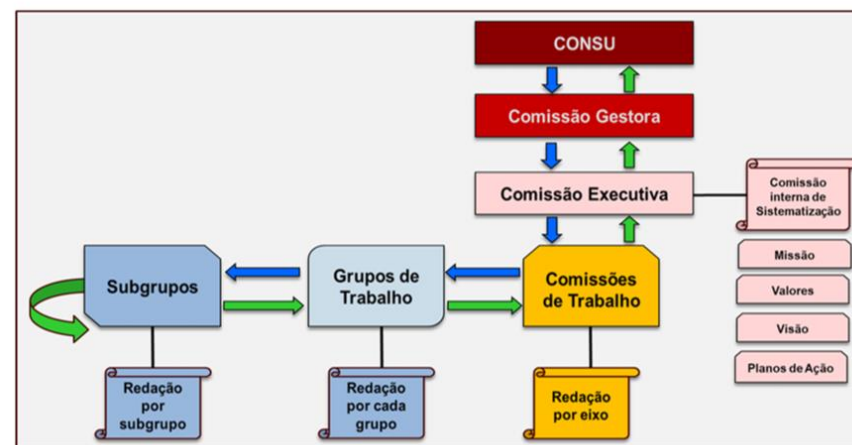 CONSU
Comissão Gestora
Comissão Executiva
Comissão
interna de
Sistematização
Missão
Valores
Visão
Planos de Ação
Subgrupos
Grupos de
Trabalho
Comissões
de Trabalho
Redação
por
subgrupo
Redação
por cada
grupo
Redação
por eixo